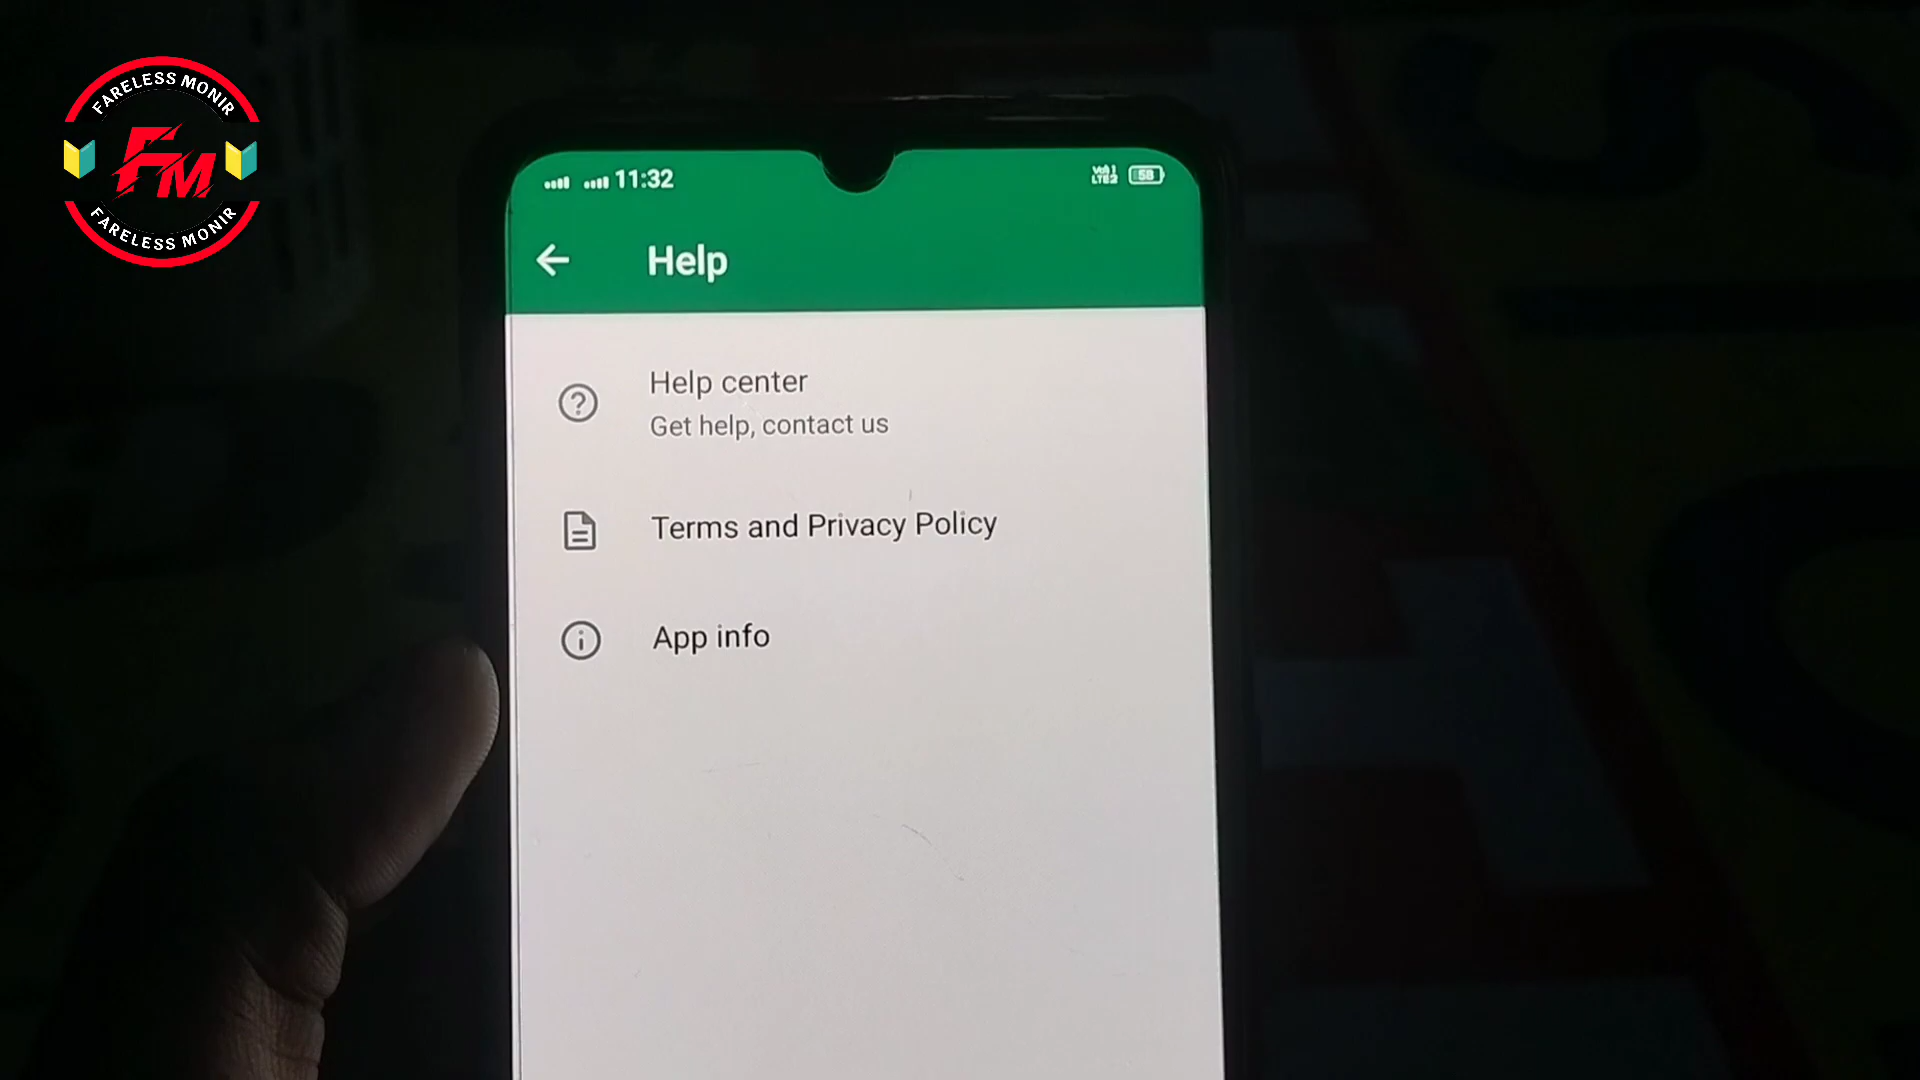 FARELESS MONIR
FM
FARELESS MONIR
11:32
58
Help
Help center
Get help, contact us
Terms and Privacy Policy
App info